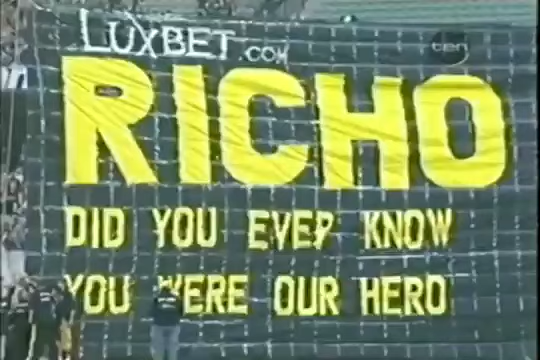 LUXBET.COM
ten
RICHO
DID YOU EVER KNOW
YOU WERE OUR HERO